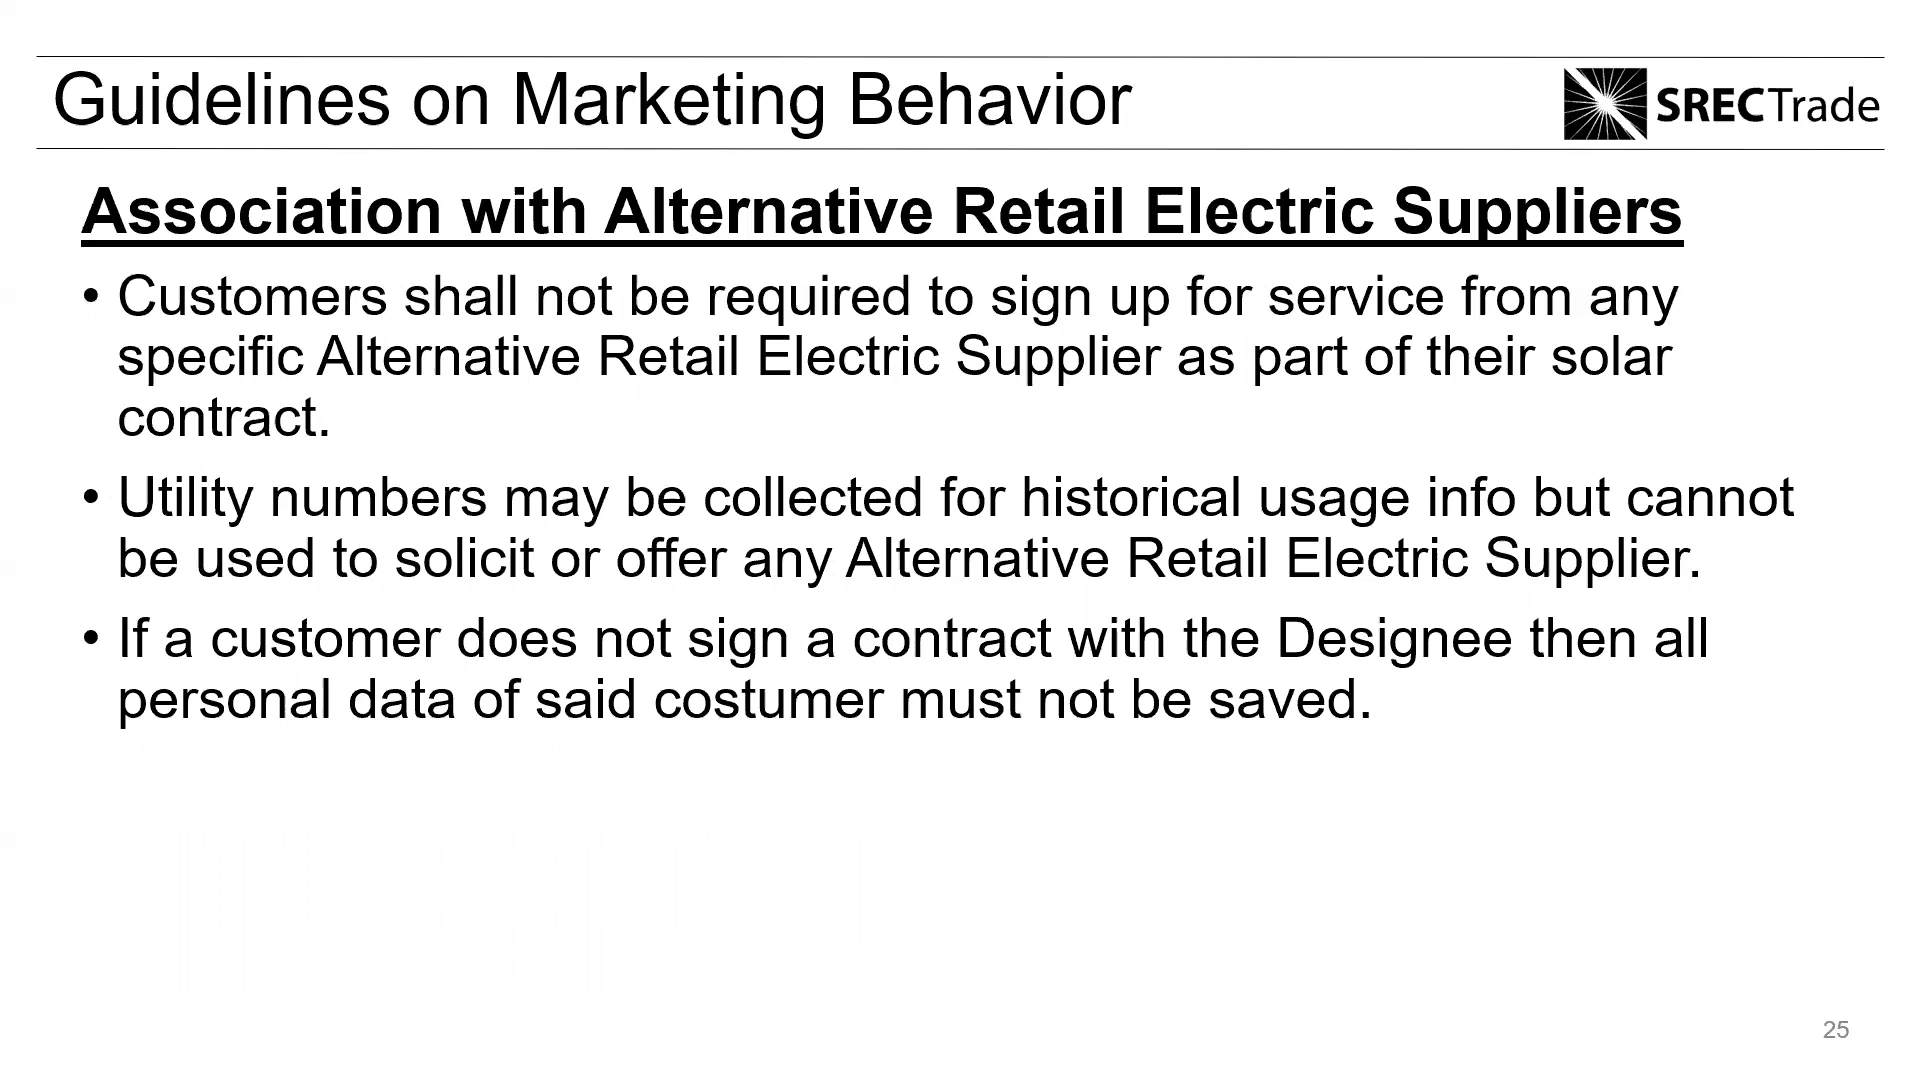 Guidelines on Marketing Behavior
SRECTrade
Association with Alternative Retail Electric Suppliers
• Customers shall not be required to sign up for service from any
specific Alternative Retail Electric Supplier as part of their solar
contract.
• Utility numbers may be collected for historical usage info but cannot
be used to solicit or offer any Alternative Retail Electric Supplier.
• If a customer does not sign a contract with the Designee then all
personal data of said costumer must not be saved.
25